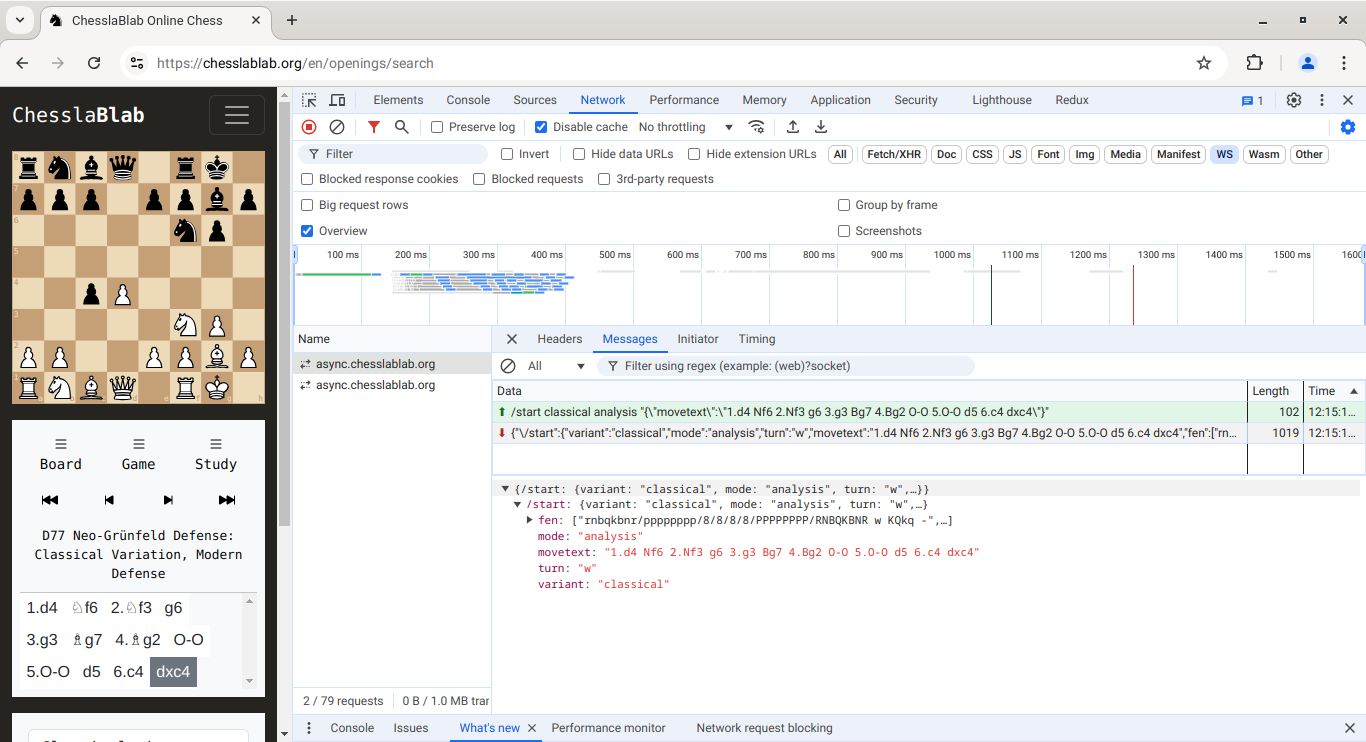 ChesslaBlab Online Chess
https://chesslablab.org/en/openings/search
ChesslaBlab
8
7
6
5
4
3
2
Board Game Study
D77 Neo-Grünfeld Defense:
Classical Variation, Modern
Defense
1.d4 ♘f6 2.♘f3 g6
3.g3 ♗g7 4.♗g2 O-O
5.O-O d5 6.c4 dxc4
Elements Console Sources Network Performance Memory Application Security Lighthouse Redux 1
Preserve log Disable cache No throttling
Filter Invert Hide data URLs Hide extension URLs All Fetch/XHR Doc CSS JS Font Img Media Manifest WS Wasm Other
Blocked response cookies Blocked requests 3rd-party requests
Big request rows Group by frame
Overview Screenshots
100 ms 200 ms 300 ms 400 ms 500 ms 600 ms 700 ms 800 ms 900 ms 1000 ms 1100 ms 1200 ms 1300 ms 1400 ms 1500 ms 1600
Name
async.chesslablab.org
async.chesslablab.org
Headers Messages Initiator Timing
All Filter using regex (example: (web)?socket)
Data Length Time
/start classical analysis "{\"movetext\":\"1.d4 Nf6 2.Nf3 g6 3.g3 Bg7 4.Bg2 O-O 5.O-O d5 6.c4 dxc4\"}" 102 12:15:1…
{"\/start":{"variant":"classical","mode":"analysis","turn":"w","movetext":"1.d4 Nf6 2.Nf3 g6 3.g3 Bg7 4.Bg2 O-O 5.O-O d5 6.c4 dxc4","fen":["rn… 1019 12:15:1…
{/start: {variant: "classical", mode: "analysis", turn: "w",…}}
/start: {variant: "classical", mode: "analysis", turn: "w",…}
fen: ["rnbqkbnr/pppppppp/8/8/8/8/PPPPPPPP/RNBQKBNR w KQkq -",…]
mode: "analysis"
movetext: "1.d4 Nf6 2.Nf3 g6 3.g3 Bg7 4.Bg2 O-O 5.O-O d5 6.c4 dxc4"
turn: "w"
variant: "classical"
2 / 79 requests 0 B / 1.0 MB trar
Console Issues What's new Performance monitor Network request blocking